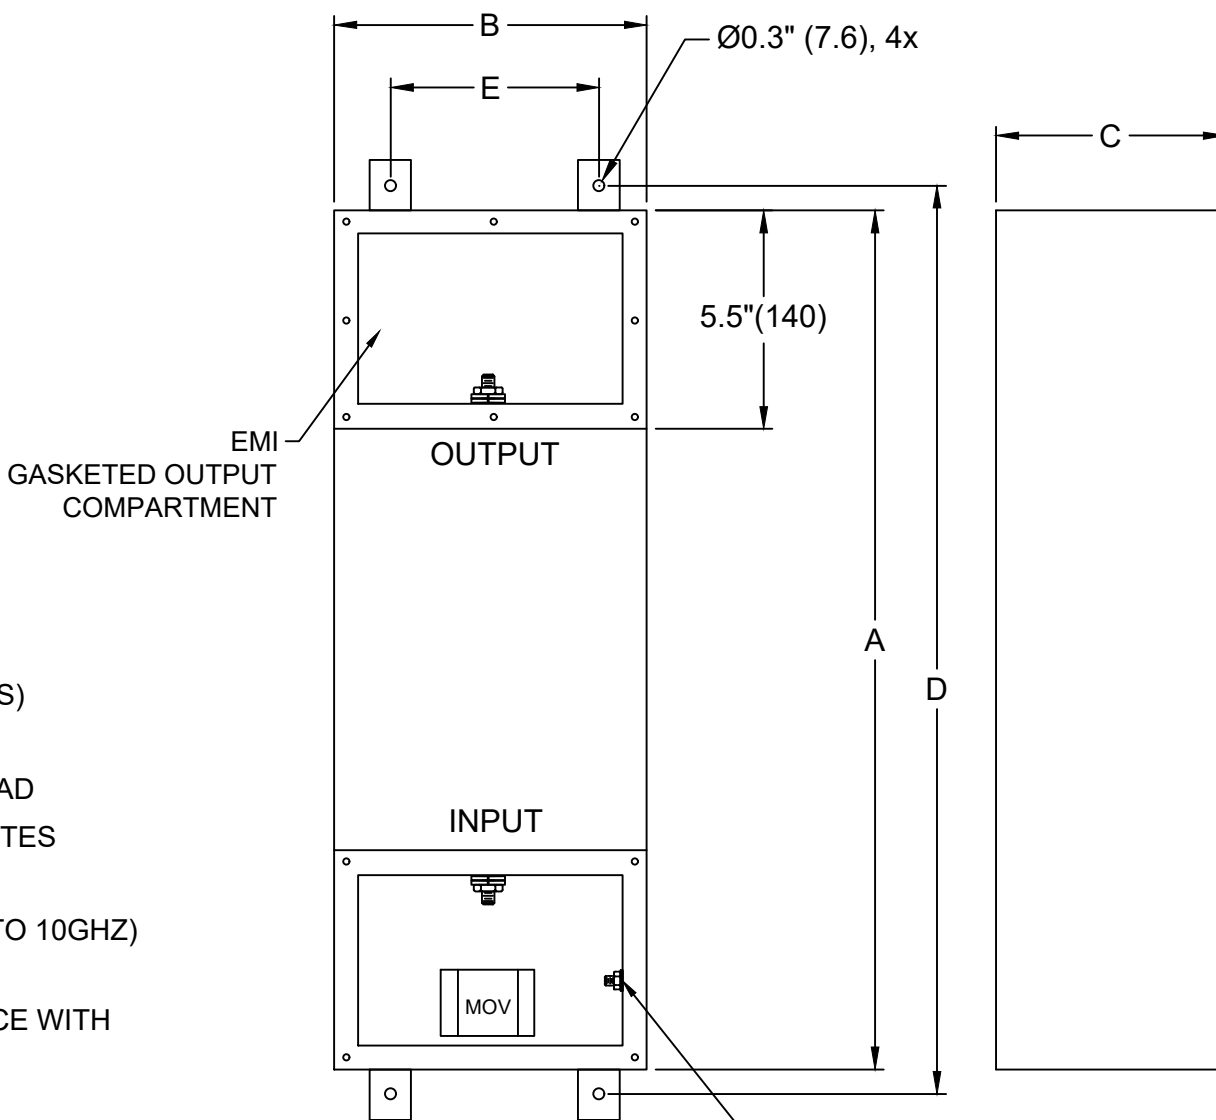 B
Ø0.3" (7.6), 4x
E
C
5.5"(140)
EMI
GASKETED OUTPUT
COMPARTMENT
OUTPUT
A
D
S)
AD
INPUT
TES
TO 10GHZ)
MOV
CE WITH